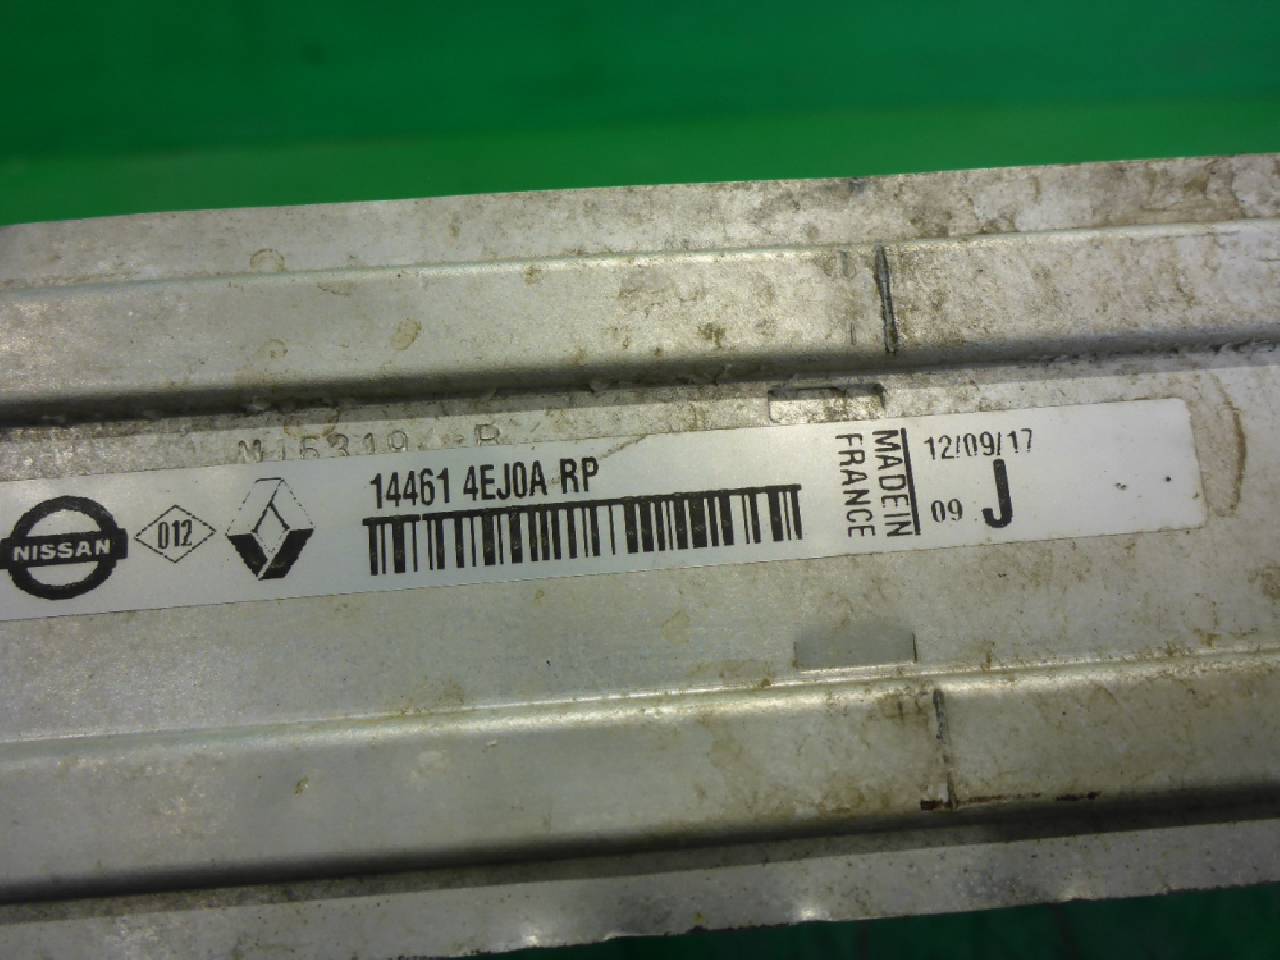 NISSAN
012
14461 4EJ0A RP
MADE IN
FRANCE
12/09/17
09 J